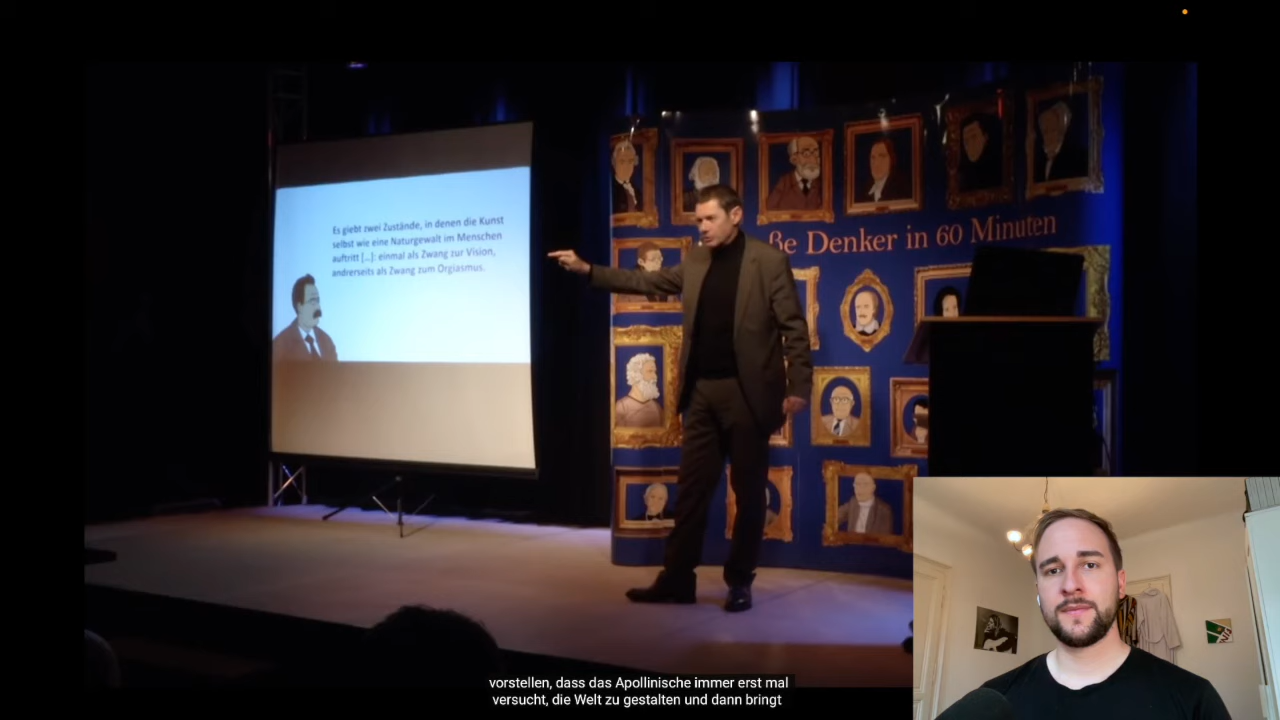 Es giebt zwei Zustände, in denen die Kunst
selbst wie eine Naturgewalt im Menschen
auftritt [...]: einmal als Zwang zur Vision,
andrerseits als Zwang zum Orgiasmus.
ße Denker in 60 Minuten
vorstellen, dass das Apollinische immer erst mal
versucht, die Welt zu gestalten und dann bringt